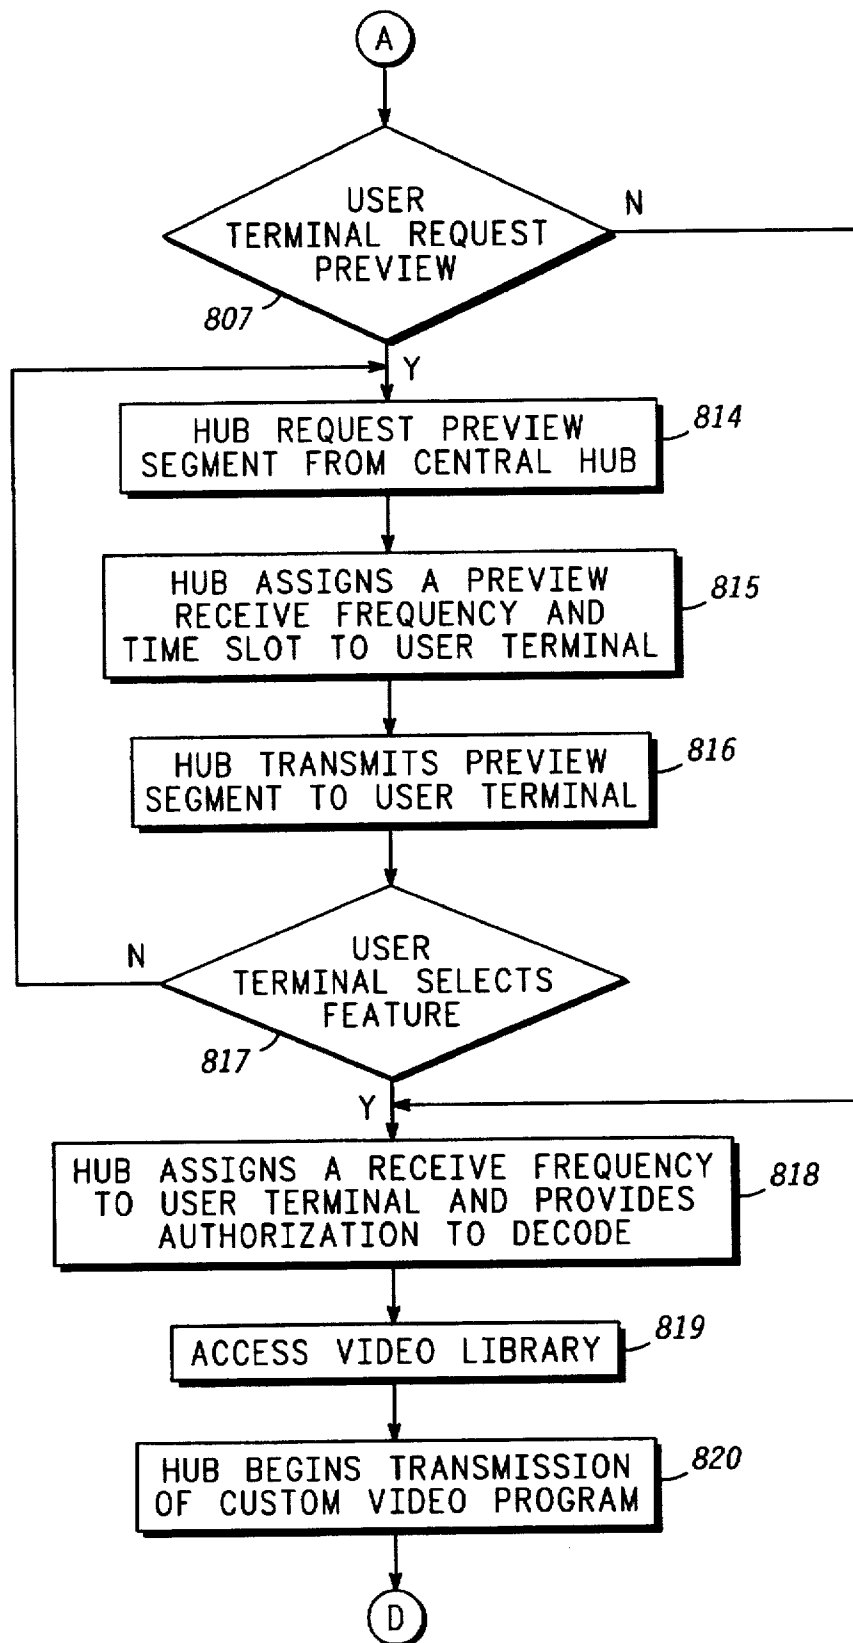 A
USER
TERMINAL REQUEST
PREVIEW
N
807
Y
HUB REQUEST PREVIEW
SEGMENT FROM CENTRAL HUB
814
HUB ASSIGNS A PREVIEW
RECEIVE FREQUENCY AND
TIME SLOT TO USER TERMINAL
815
HUB TRANSMITS PREVIEW
SEGMENT TO USER TERMINAL
816
N
USER
TERMINAL SELECTS
FEATURE
817
Y
HUB ASSIGNS A RECEIVE FREQUENCY
TO USER TERMINAL AND PROVIDES
AUTHORIZATION TO DECODE
818
ACCESS VIDEO LIBRARY
819
HUB BEGINS TRANSMISSION
OF CUSTOM VIDEO PROGRAM
820
D